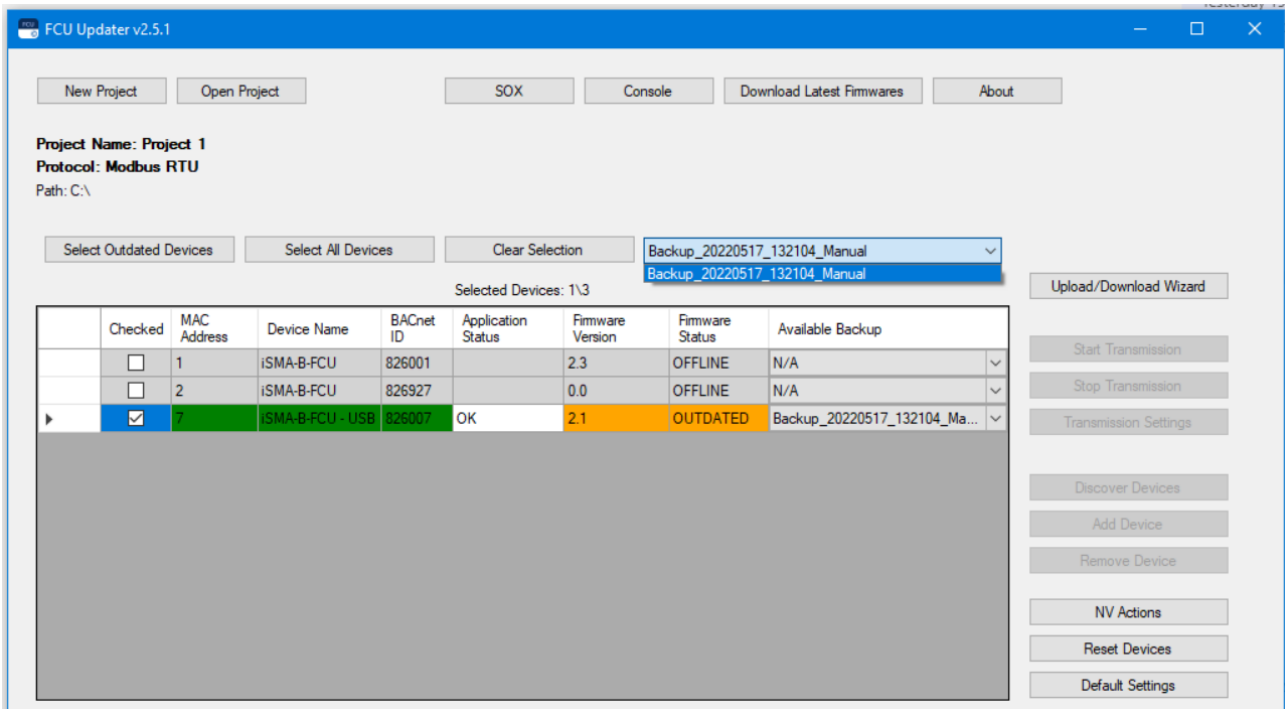 FCU Updater v2.5.1
New Project Open Project SOX Console Download Latest Firmwares About
Project Name: Project 1
Protocol: Modbus RTU
Path: C:\
Select Outdated Devices Select All Devices Clear Selection Backup_20220517_132104_Manual
Backup_20220517_132104_Manual
Selected Devices: 1\3
Upload/Download Wizard
Checked MAC Address Device Name BACnet ID Application Status Firmware Version Firmware Status Available Backup
1 iSMA-B-FCU 826001 2.3 OFFLINE N/A
Start Transmission
2 iSMA-B-FCU 826927 0.0 OFFLINE N/A
Stop Transmission
7 iSMA-B-FCU - USB 826007 OK 2.1 OUTDATED Backup_20220517_132104_Ma...
Transmission Settings
Discover Devices
Add Device
Remove Device
NV Actions
Reset Devices
Default Settings